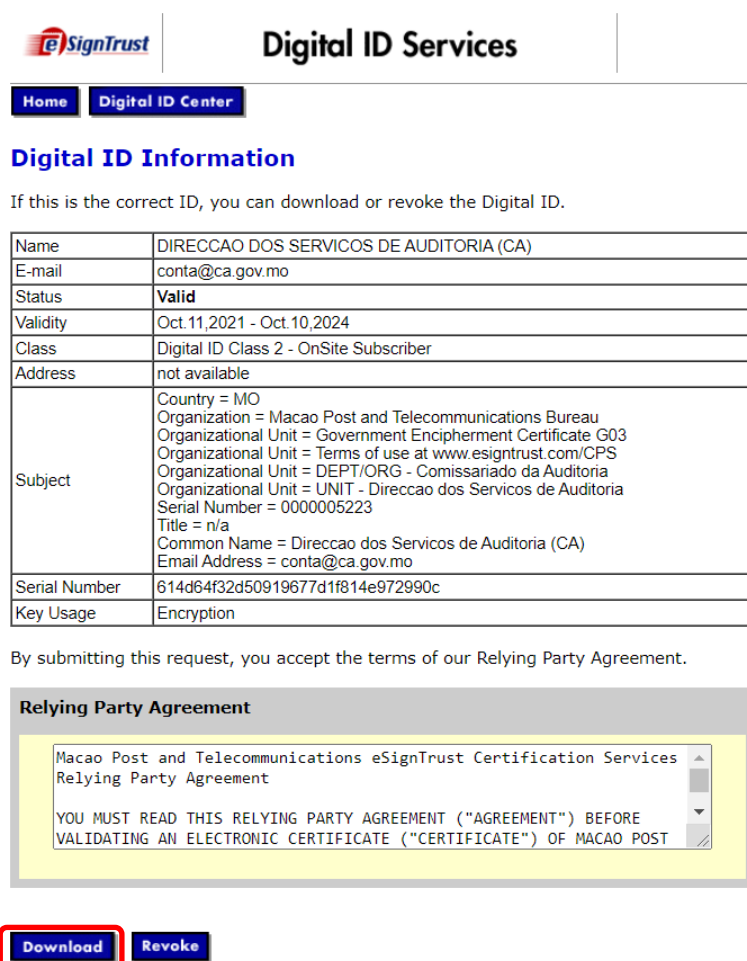 eSignTrust
Digital ID Services
Home
Digital ID Center
Digital ID Information
If this is the correct ID, you can download or revoke the Digital ID.
Name
DIRECCAO DOS SERVICOS DE AUDITORIA (CA)
E-mail
conta@ca.gov.mo
Status
Valid
Validity
Oct.11,2021 - Oct.10,2024
Class
Digital ID Class 2 - OnSite Subscriber
Address
not available
Subject
Country = MO
Organization = Macao Post and Telecommunications Bureau
Organizational Unit = Government Encipherment Certificate G03
Organizational Unit = Terms of use at www.esigntrust.com/CPS
Organizational Unit = DEPT/ORG - Comissariado da Auditoria
Organizational Unit = UNIT - Direccao dos Servicos de Auditoria
Serial Number = 0000005223
Title = n/a
Common Name = Direccao dos Servicos de Auditoria (CA)
Email Address = conta@ca.gov.mo
Serial Number
614d64f32d50919677d1f814e972990c
Key Usage
Encryption
By submitting this request, you accept the terms of our Relying Party Agreement.
Relying Party Agreement
Macao Post and Telecommunications eSignTrust Certification Services
Relying Party Agreement
YOU MUST READ THIS RELYING PARTY AGREEMENT ("AGREEMENT") BEFORE
VALIDATING AN ELECTRONIC CERTIFICATE ("CERTIFICATE") OF MACAO POST
Download
Revoke